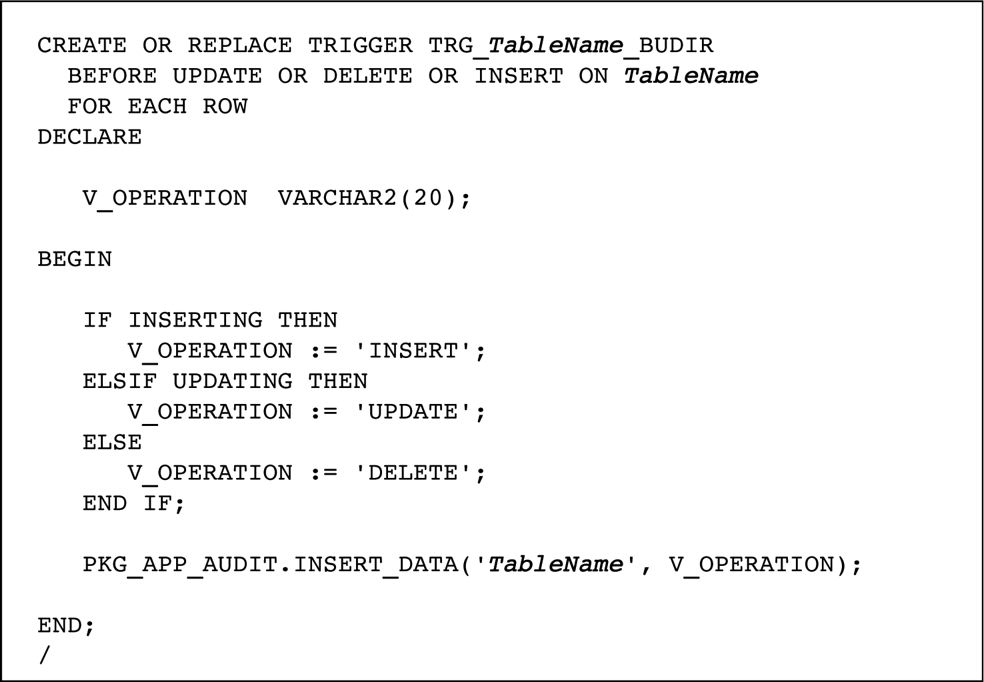 CREATE OR REPLACE TRIGGER TRG_TableName_BUDIR
BEFORE UPDATE OR DELETE OR INSERT ON TableName
FOR EACH ROW
DECLARE
V_OPERATION  VARCHAR2(20);
BEGIN
IF INSERTING THEN
V_OPERATION := 'INSERT';
ELSIF UPDATING THEN
V_OPERATION := 'UPDATE';
ELSE
V_OPERATION := 'DELETE';
END IF;
PKG_APP_AUDIT.INSERT_DATA('TableName', V_OPERATION);
END;
/